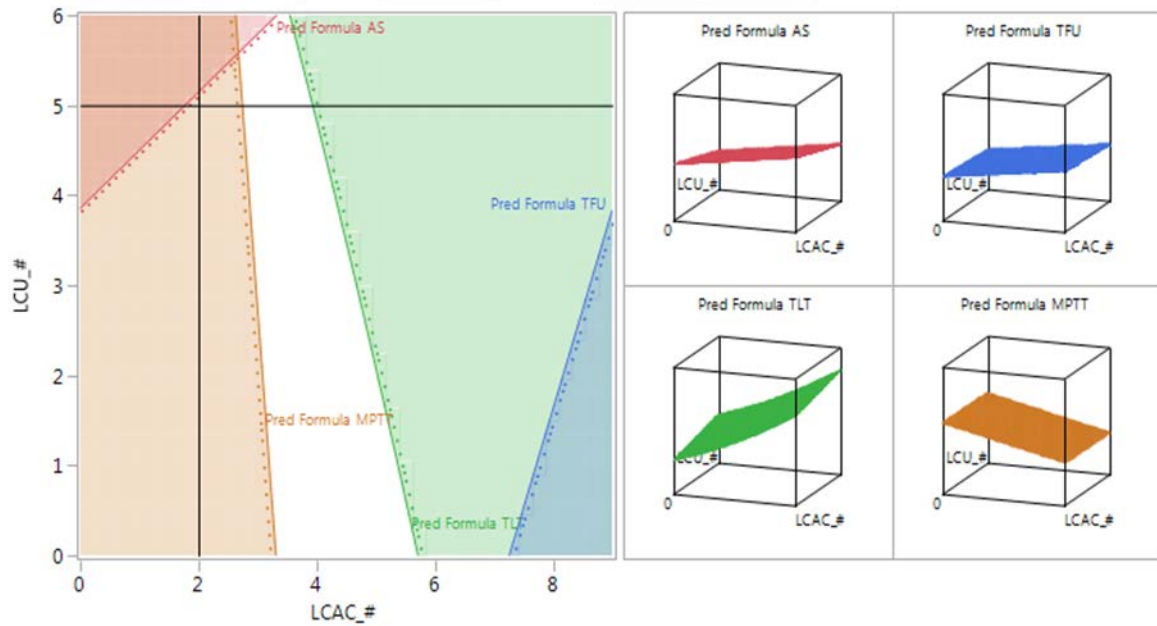 6
5
4
3
2
1
0
LCU_#
0
2
4
6
8
LCAC_#
Pred Formula AS
Pred Formula TFU
Pred Formula MPTT
Pred Formula TLT
Pred Formula AS
LCU_#
0
LCAC_#
Pred Formula TFU
LCU_#
0
LCAC_#
Pred Formula TLT
LCU_#
0
LCAC_#
Pred Formula MPTT
LCU_#
0
LCAC_#